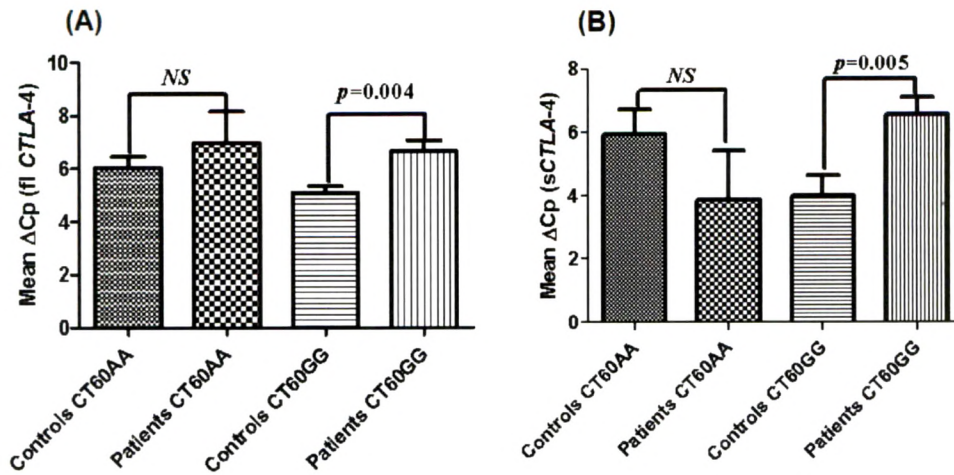 (A)
(B)
Mean ΔCp (fl CTLA-4)
10
8
6
4
2
0
NS
p=0.004
Controls CT60AA
Patients CT60AA
Controls CT60GG
Patients CT60GG
Mean ΔCp (sCTLA-4)
8
6
4
2
0
NS
p=0.005
Controls CT60AA
Patients CT60AA
Controls CT60GG
Patients CT60GG